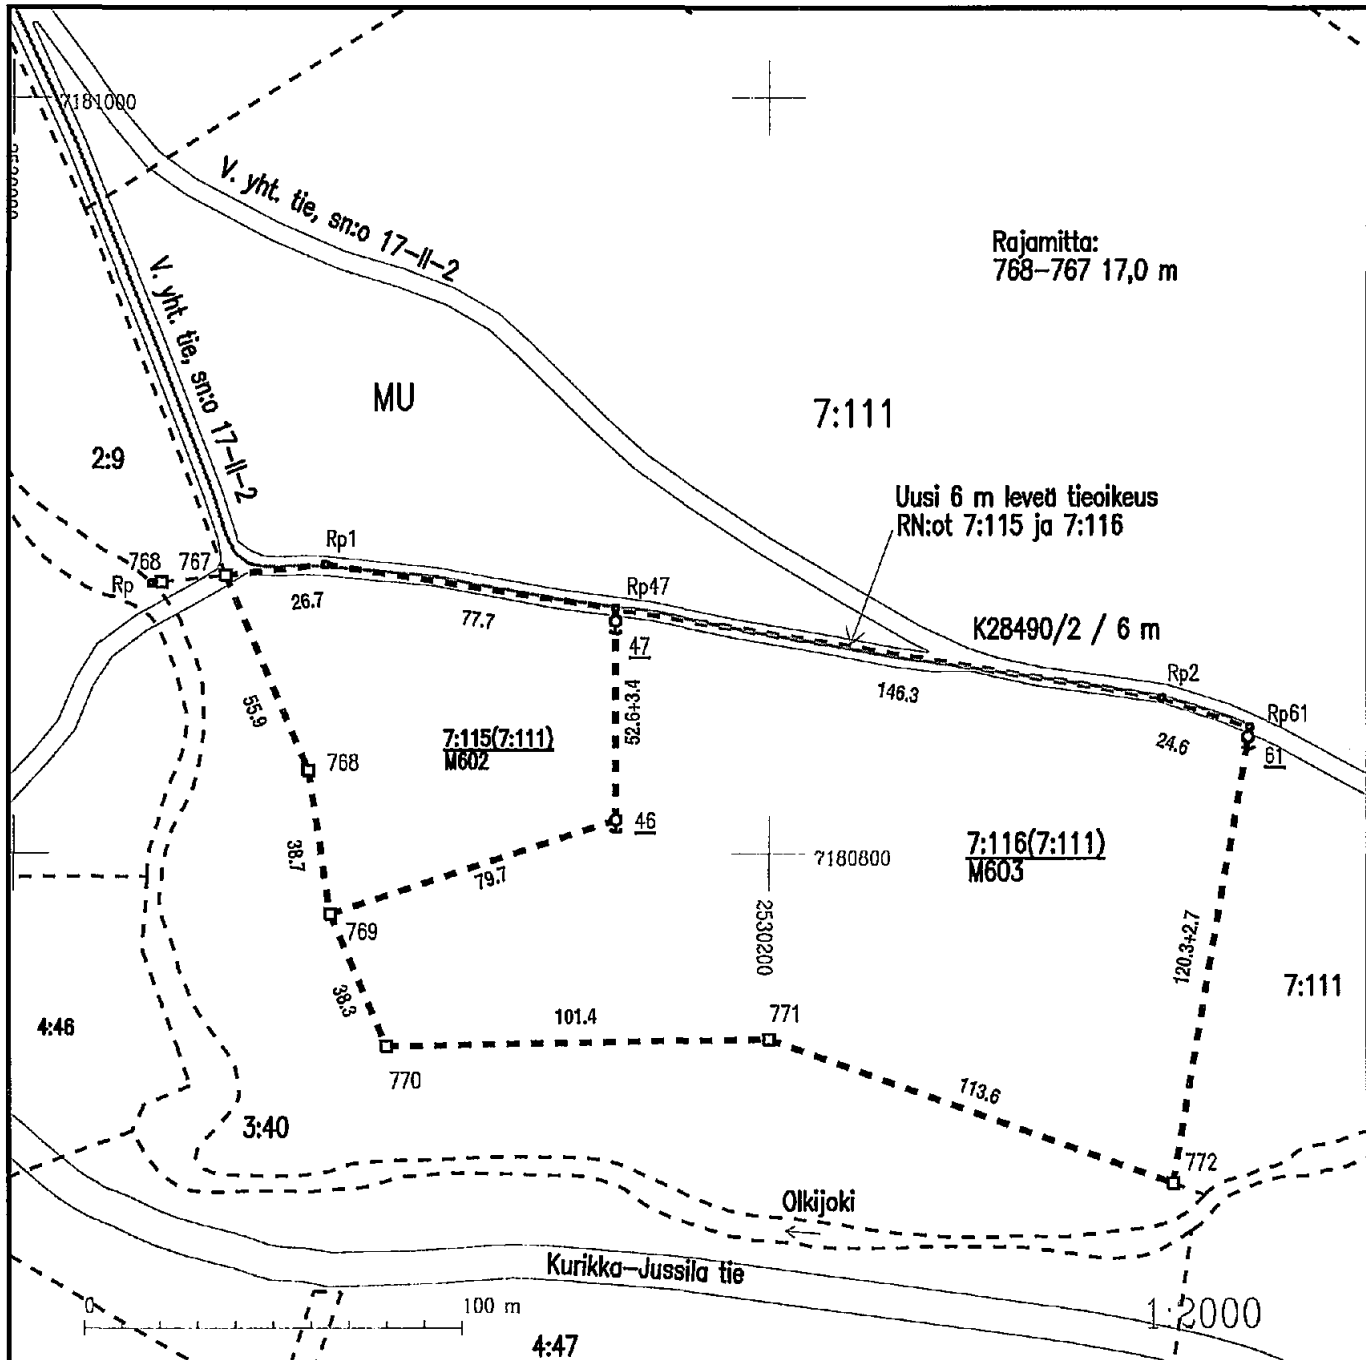 7181000
V. yht. tie, sn:o 17-II-2
V. yht. tie, sn:o 17-II-2
Rajamitta:
768-767 17,0 m
MU
7:111
2:9
Uusi 6 m leveä tieoikeus
RN:ot 7:115 ja 7:116
768
767
Rp1
Rp
Rp47
26.7
77.7
K28490/2 / 6 m
47
Rp2
146.3
Rp61
55.9
52.6+3.4
24.6
61
7:115(7:111)
M602
768
46
7:116(7:111)
M603
7180800
38.7
79.7
769
2530200
120.3+2.7
7:111
38.3
4:46
101.4
771
770
113.6
3:40
772
Olkijoki
Kurikka-Jussila tie
0
100 m
1:2000
4:47